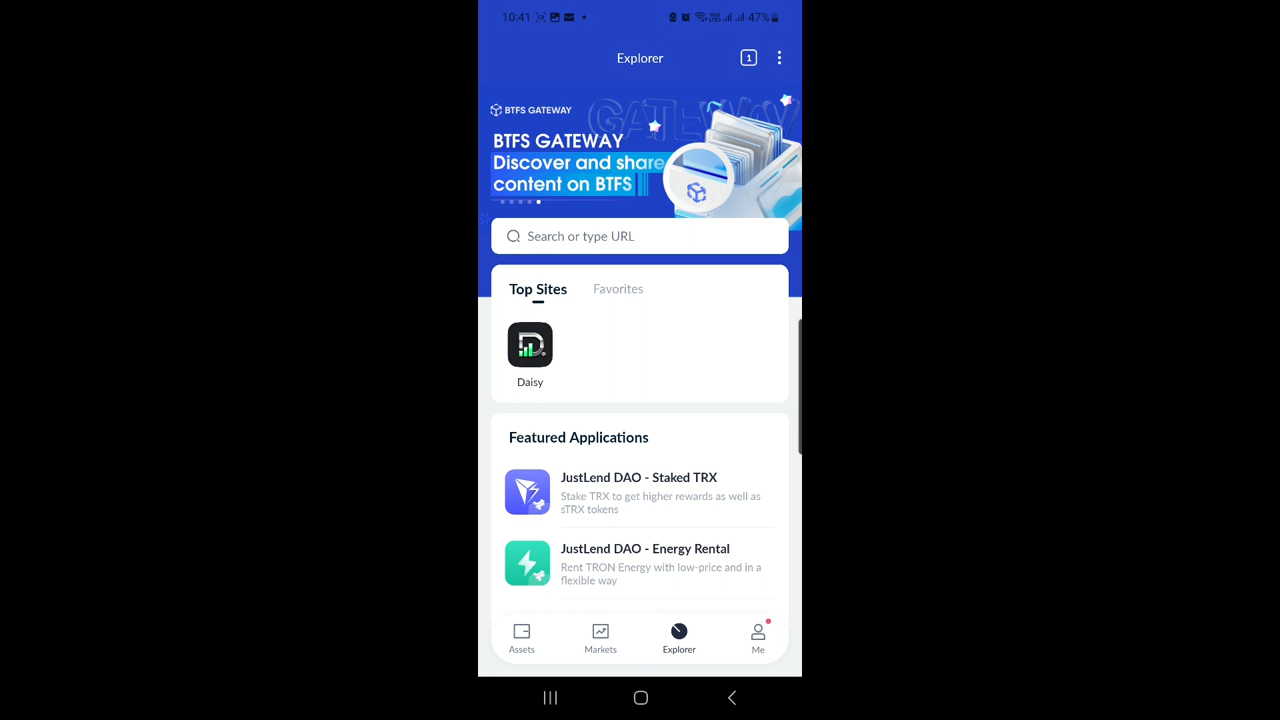 10:41
47%
Explorer
1
GATEWAY
BTFS GATEWAY
BTFS GATEWAY
Discover and share
content on BTFS
Search or type URL
Top Sites
Favorites
Daisy
Featured Applications
JustLend DAO - Staked TRX
Stake TRX to get higher rewards as well as
sTRX tokens
JustLend DAO - Energy Rental
Rent TRON Energy with low-price and in a
flexible way
Assets
Markets
Explorer
Me